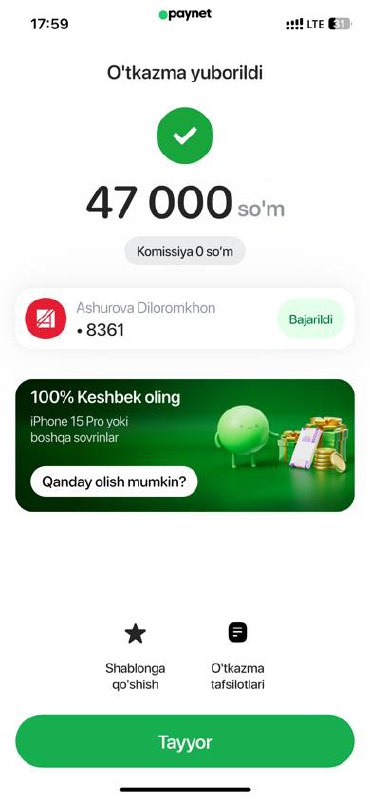 17:59
paynet
LTE 31
O'tkazma yuborildi
47 000 so'm
Komissiya 0 so'm
Ashurova Diloromkhon
• 8361
Bajarildi
100% Keshbek oling
iPhone 15 Pro yoki
boshqa sovrinlar
Qanday olish mumkin?
Shablonga
qo'shish
O'tkazma
tafsilotlari
Tayyor